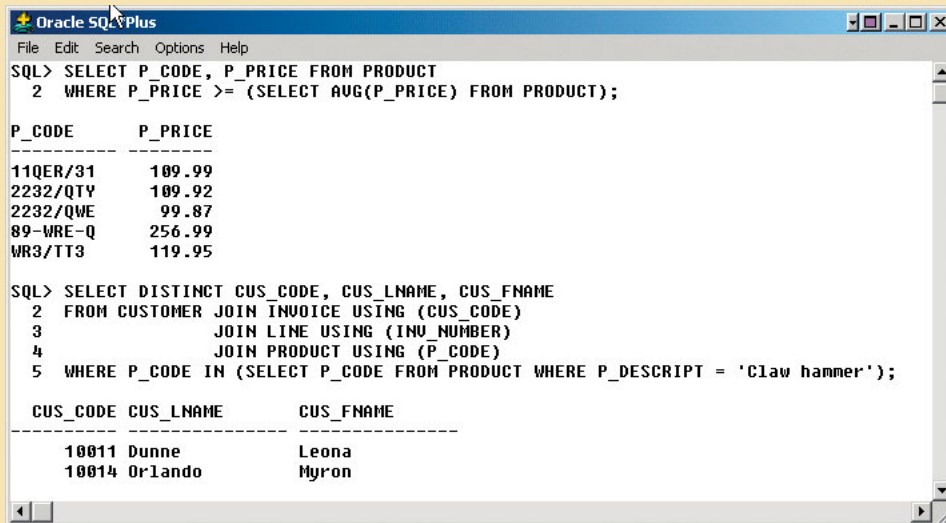 Oracle SQL*Plus
File Edit Search Options Help
SQL> SELECT P_CODE, P_PRICE FROM PRODUCT
2 WHERE P_PRICE >= (SELECT AVG(P_PRICE) FROM PRODUCT);
P_CODE P_PRICE
---------- --------
11QER/31 109.99
2232/QTY 109.92
2232/QWE 99.87
89-WRE-Q 256.99
WR3/TT3 119.95
SQL> SELECT DISTINCT CUS_CODE, CUS_LNAME, CUS_FNAME
2 FROM CUSTOMER JOIN INVOICE USING (CUS_CODE)
3 JOIN LINE USING (INV_NUMBER)
4 JOIN PRODUCT USING (P_CODE)
5 WHERE P_CODE IN (SELECT P_CODE FROM PRODUCT WHERE P_DESCRIPT = 'Claw hammer');
CUS_CODE CUS_LNAME CUS_FNAME
---------- --------------- ---------------
10011 Dunne Leona
10014 Orlando Myron